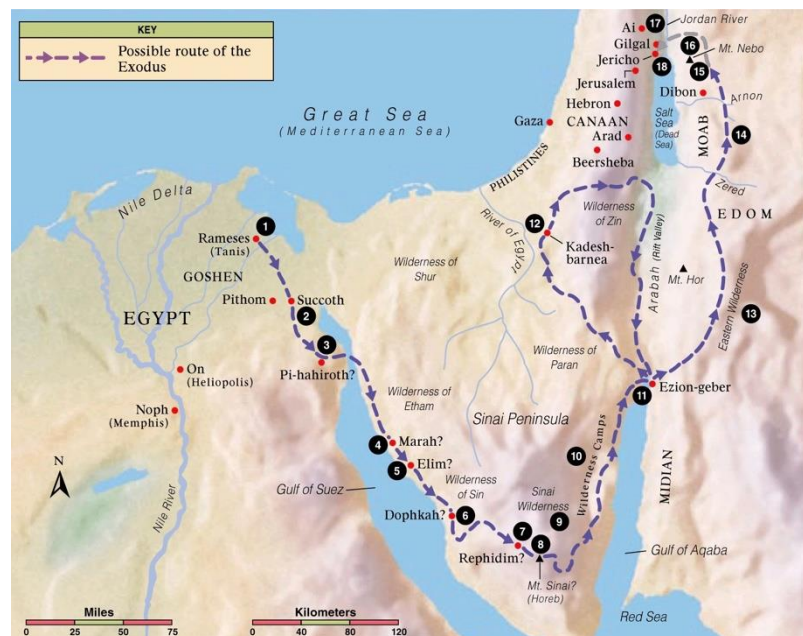 KEY
Possible route of the
Exodus
Great Sea
(Mediterranean Sea)
Ai
17
Jordan River
Gilgal
16
Mt. Nebo
Jericho
18
15
Jerusalem
Dibon
Arnon
Hebron
Salt
Sea
(Dead
Sea)
Gaza
CANAAN
MOAB
14
Arad
Beersheba
PHILISTINES
Zered
Nile Delta
1
12
Wilderness
of Zin
EDOM
Rameses
(Tanis)
River of Egypt
Kadesh-
barnea
Arabah (Rift Valley)
GOSHEN
Wilderness of
Shur
Mt. Hor
Pithom
Succoth
2
EGYPT
Eastern Wilderness
13
3
Pi-hahiroth?
Wilderness of
Paran
On
(Heliopolis)
Wilderness of
Etham
11
Ezion-geber
Noph
(Memphis)
Sinai Peninsula
4
Marah?
5
Elim?
10
Wilderness Camps
N
Nile River
Gulf of Suez
Wilderness
of Sin
Sinai
Wilderness
9
MIDIAN
Dophkah?
6
7
8
Rephidim?
Gulf of Aqaba
Mt. Sinai?
(Horeb)
Red Sea
Miles
0
25
50
75
Kilometers
0
40
80
120